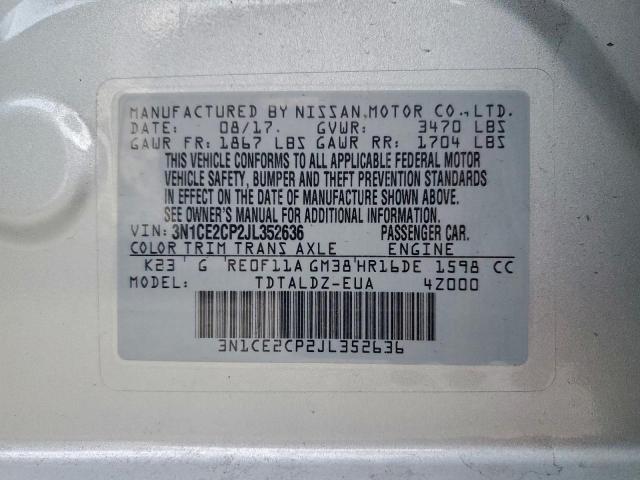 MANUFACTURED BY NISSAN MOTOR CO., LTD.
DATE: 08/17. GVWR: 3470 LBS
GAWR FR: 1867 LBS GAWR RR: 1704 LBS
THIS VEHICLE CONFORMS TO ALL APPLICABLE FEDERAL MOTOR
VEHICLE SAFETY, BUMPER AND THEFT PREVENTION STANDARDS
IN EFFECT ON THE DATE OF MANUFACTURE SHOWN ABOVE.
SEE OWNER'S MANUAL FOR ADDITIONAL INFORMATION.
VIN: 3N1CE2CP2JL352636 PASSENGER CAR.
COLOR TRIM TRANS AXLE ENGINE
K23 G RE0F11A GM38 HR16DE 1598 CC
MODEL: TDTALDZ-EUA 4Z000
3N1CE2CP2JL352636